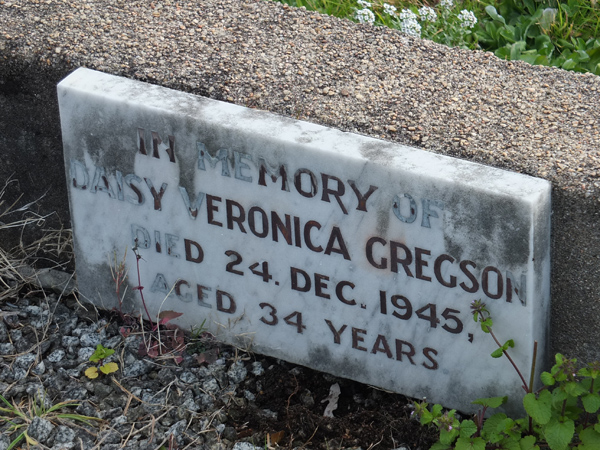 IN MEMORY OF
DAISY VERONICA GREGSON
DIED 24. DEC. 1945,
AGED 34 YEARS